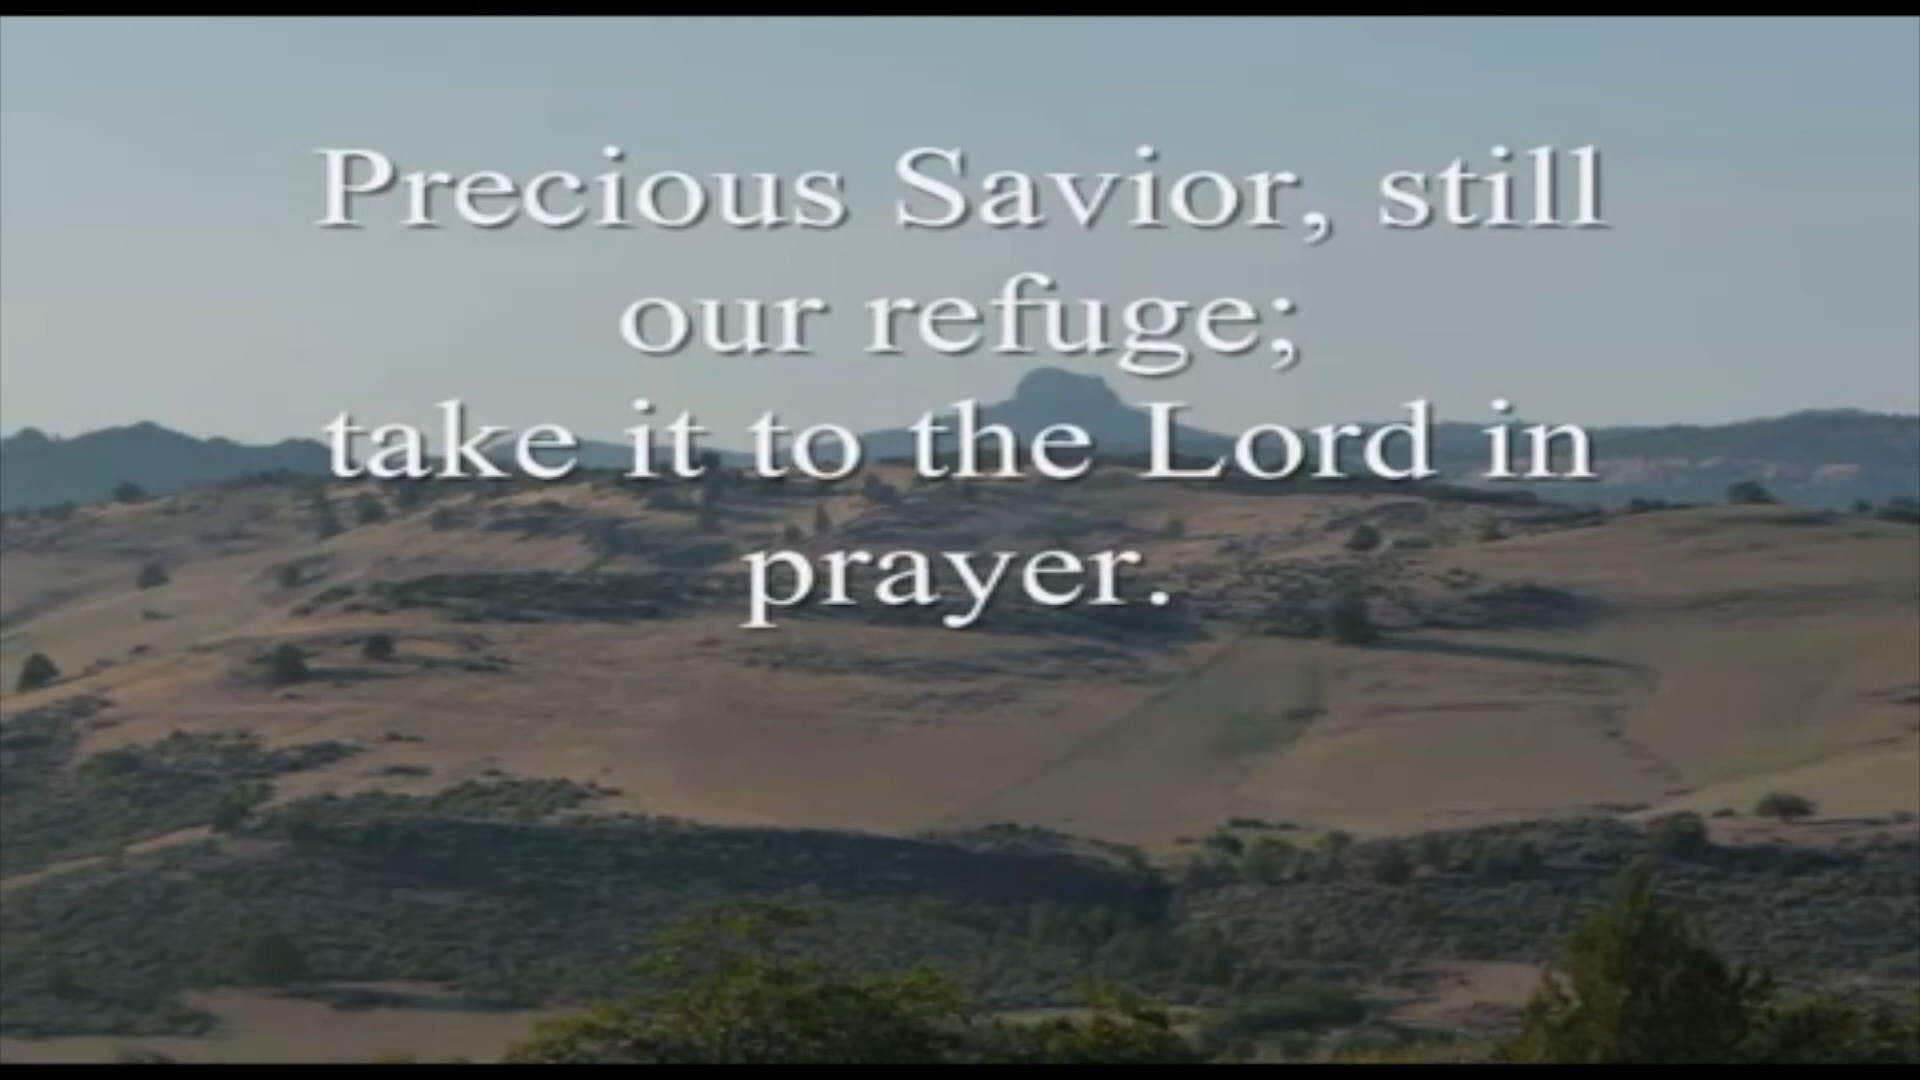 Precious Savior, still
our refuge;
take it to the Lord in
prayer.